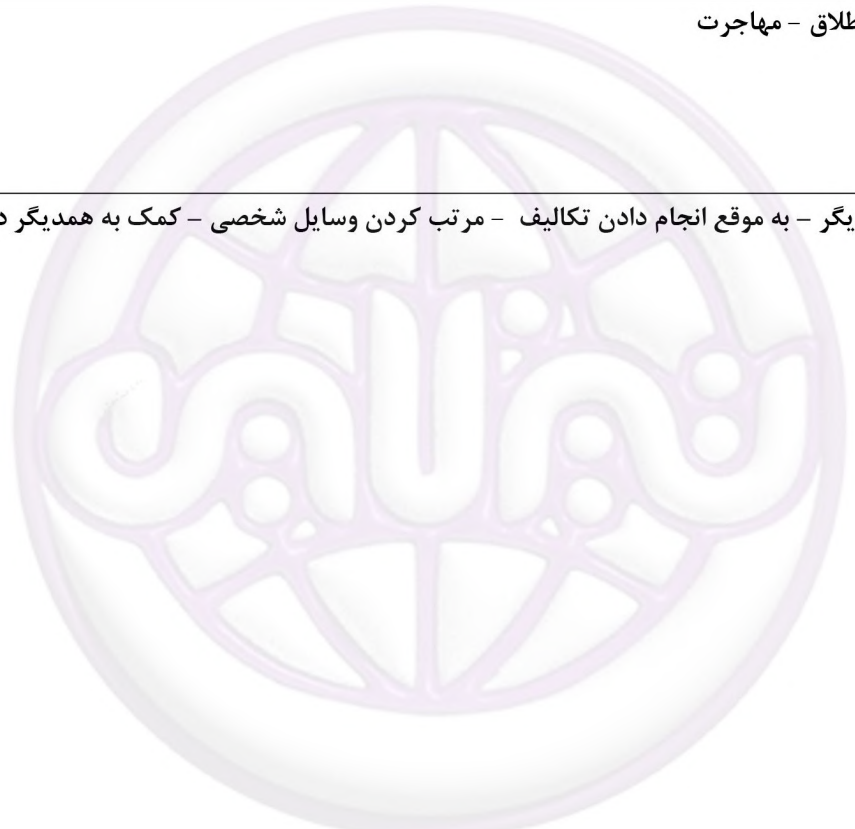 طلاق – مهاجرت
یگر – به موقع انجام دادن تکالیف – مرتب کردن وسایل شخصی – کمک به همدیگر د